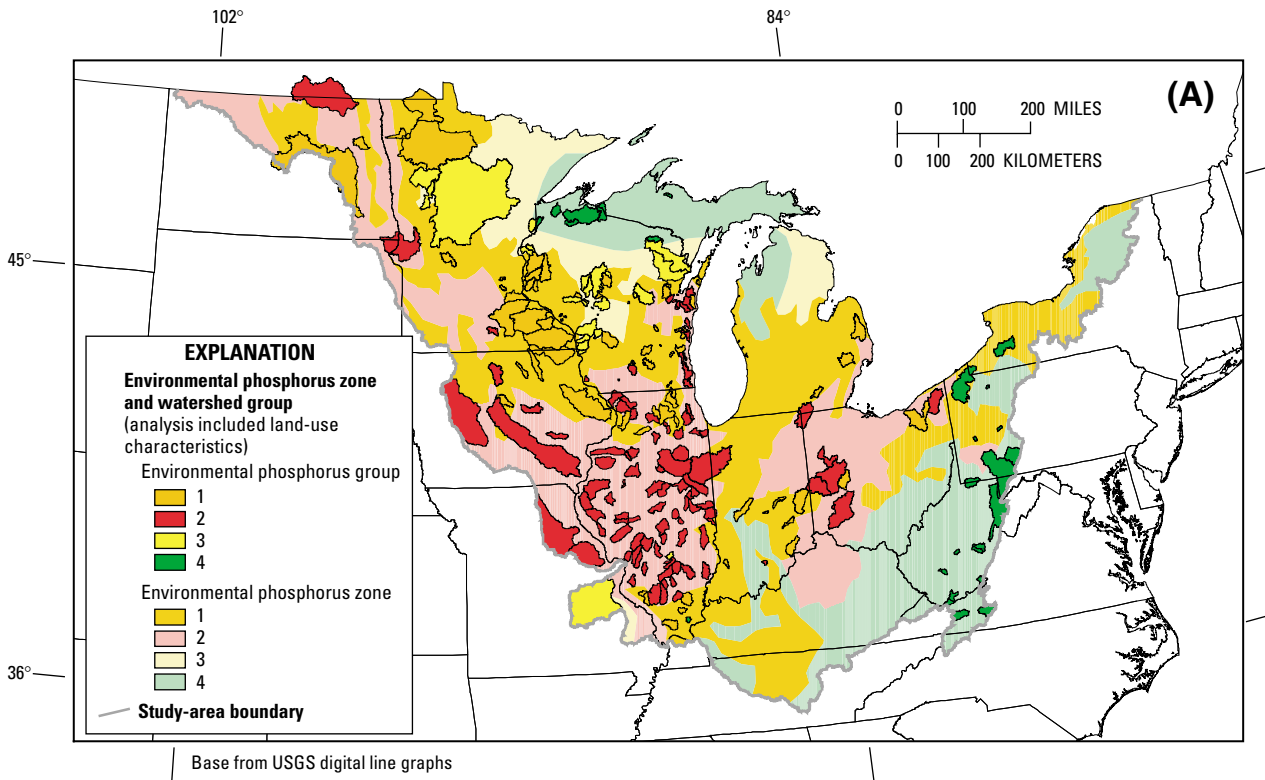 102°
84°
(A)
0 100 200 MILES
0 100 200 KILOMETERS
45°
36°
EXPLANATION
Environmental phosphorus zone
and watershed group
(analysis included land-use
characteristics)
Environmental phosphorus group
1
2
3
4
Environmental phosphorus zone
1
2
3
4
Study-area boundary
Base from USGS digital line graphs